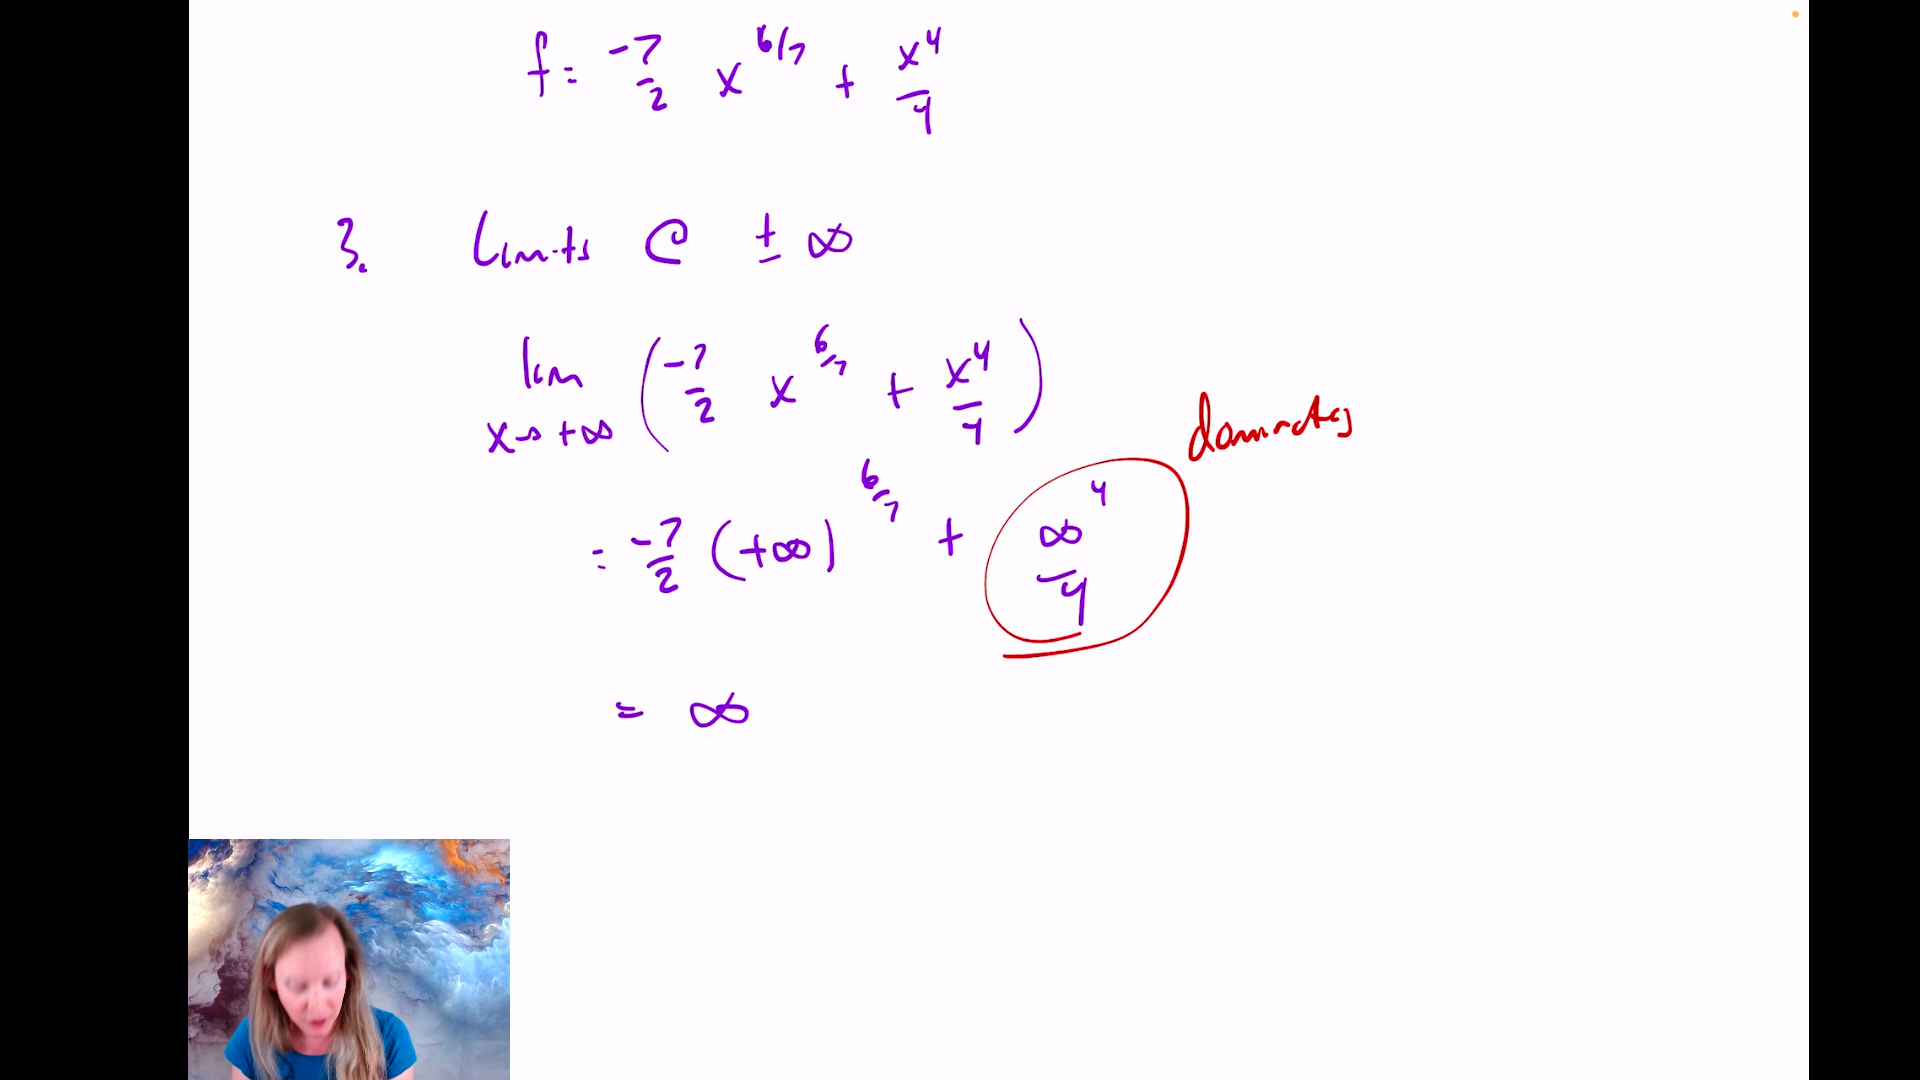 f = -7/2 x^{6/7} + x^4/4
3. Limits @ ± ∞
lim x→+∞ ( -7/2 x^{6/7} + x^4/4 )
dominates
= -7/2 (+∞)^{6/7} + ∞^4/4
= ∞